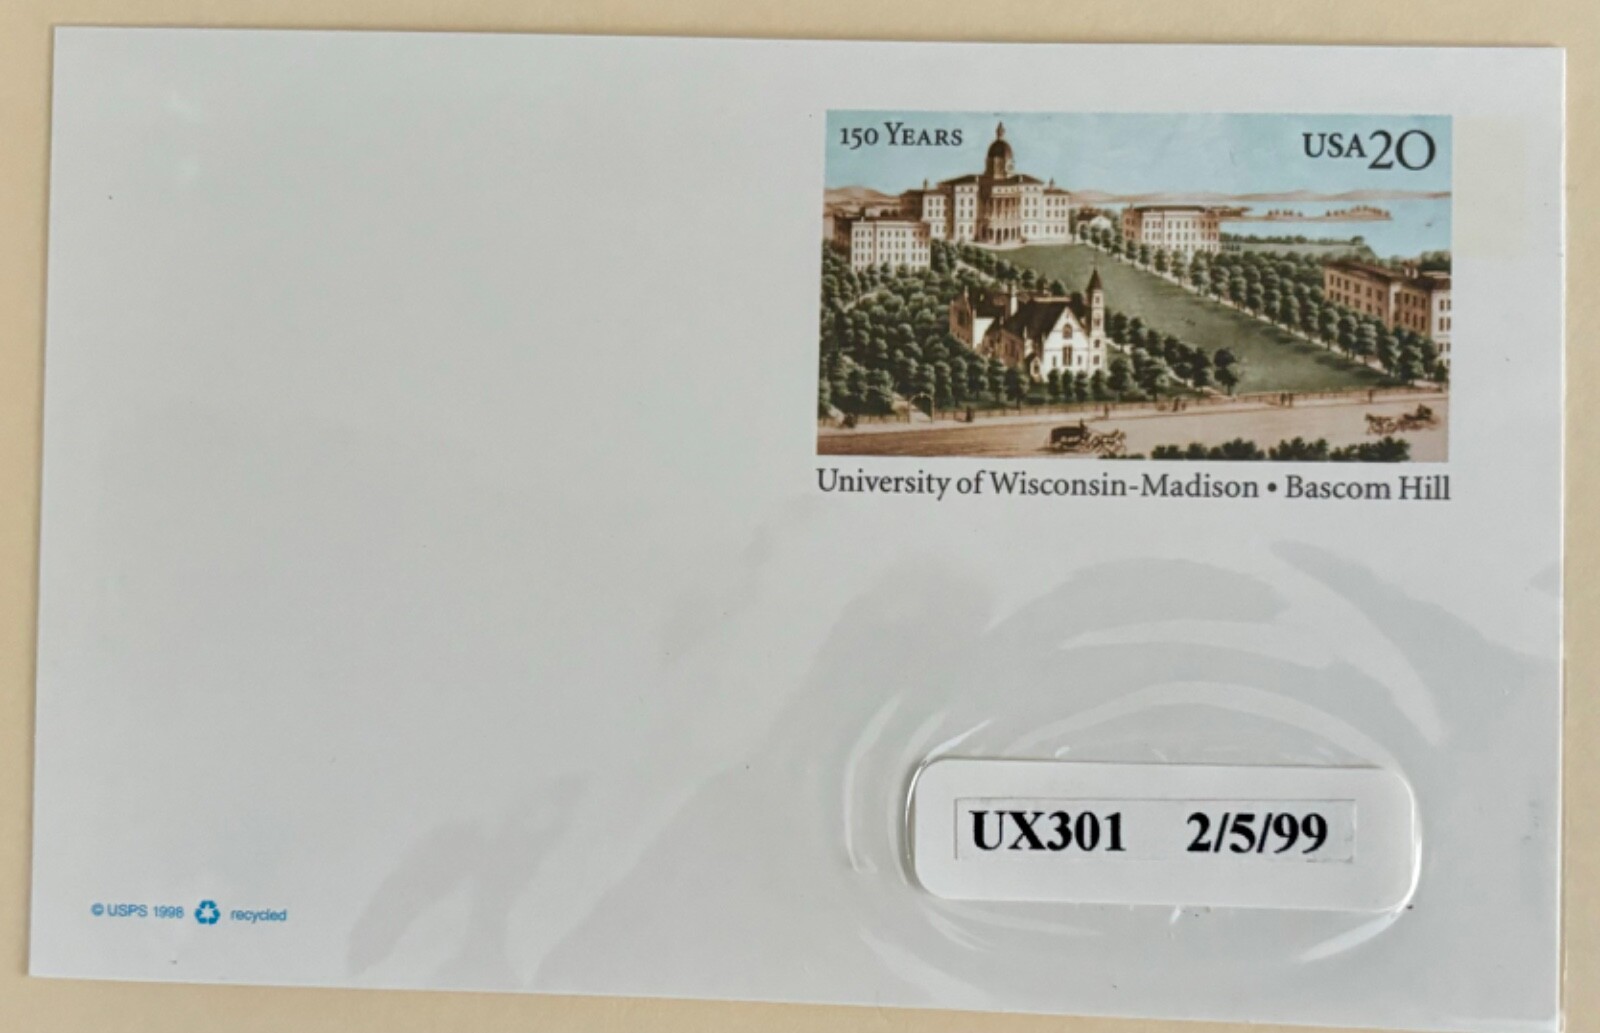 150 YEARS
USA20
University of Wisconsin-Madison • Bascom Hill
UX301 2/5/99
© USPS 1998 recycled